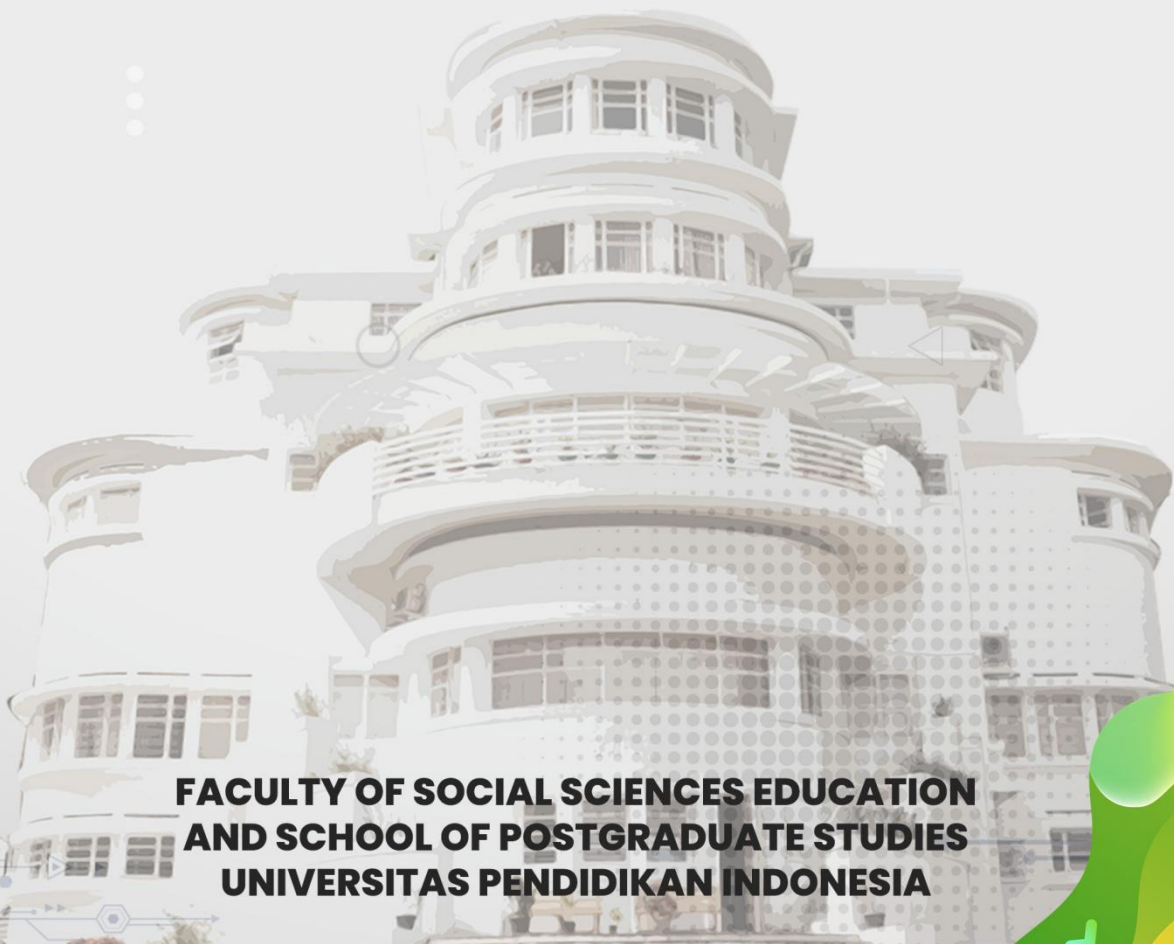 FACULTY OF SOCIAL SCIENCES EDUCATION
AND SCHOOL OF POSTGRADUATE STUDIES
UNIVERSITAS PENDIDIKAN INDONESIA